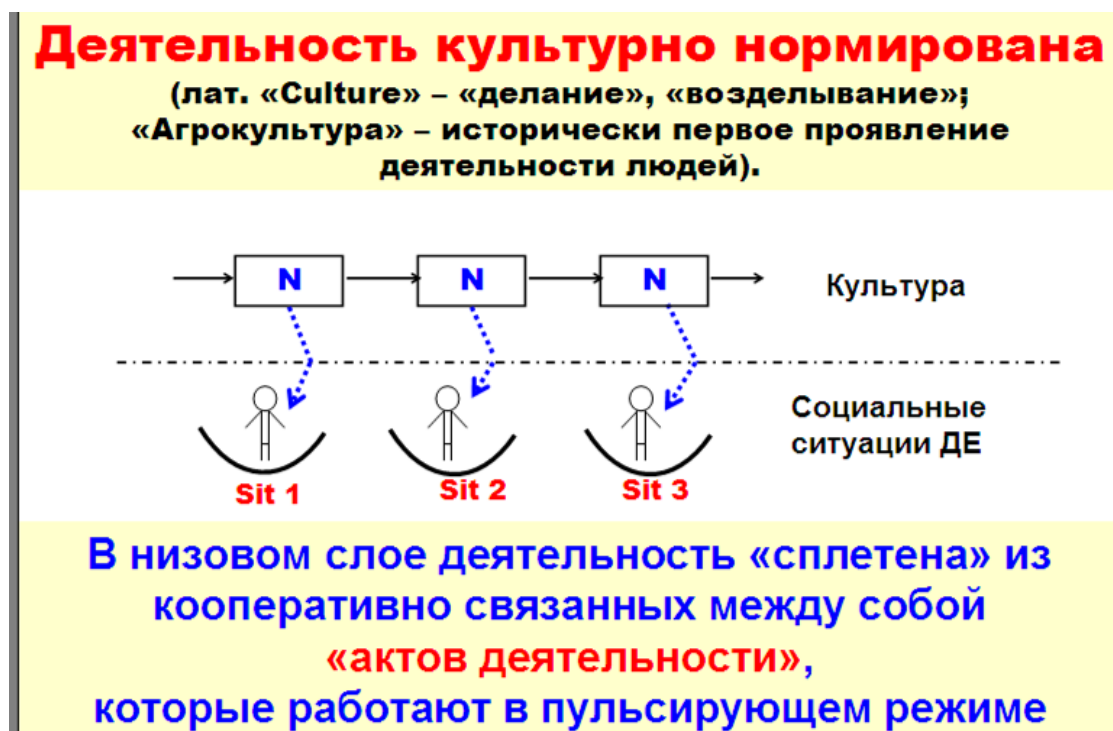 Деятельность культурно нормирована
(лат. «Culture» – «делание», «возделывание»;
«Агрокультура» – исторически первое проявление
деятельности людей).
N N N
Культура
Социальные
ситуации ДЕ
Sit 1 Sit 2 Sit 3
В низовом слое деятельность «сплетена» из
кооперативно связанных между собой
«актов деятельности»,
которые работают в пульсирующем режиме